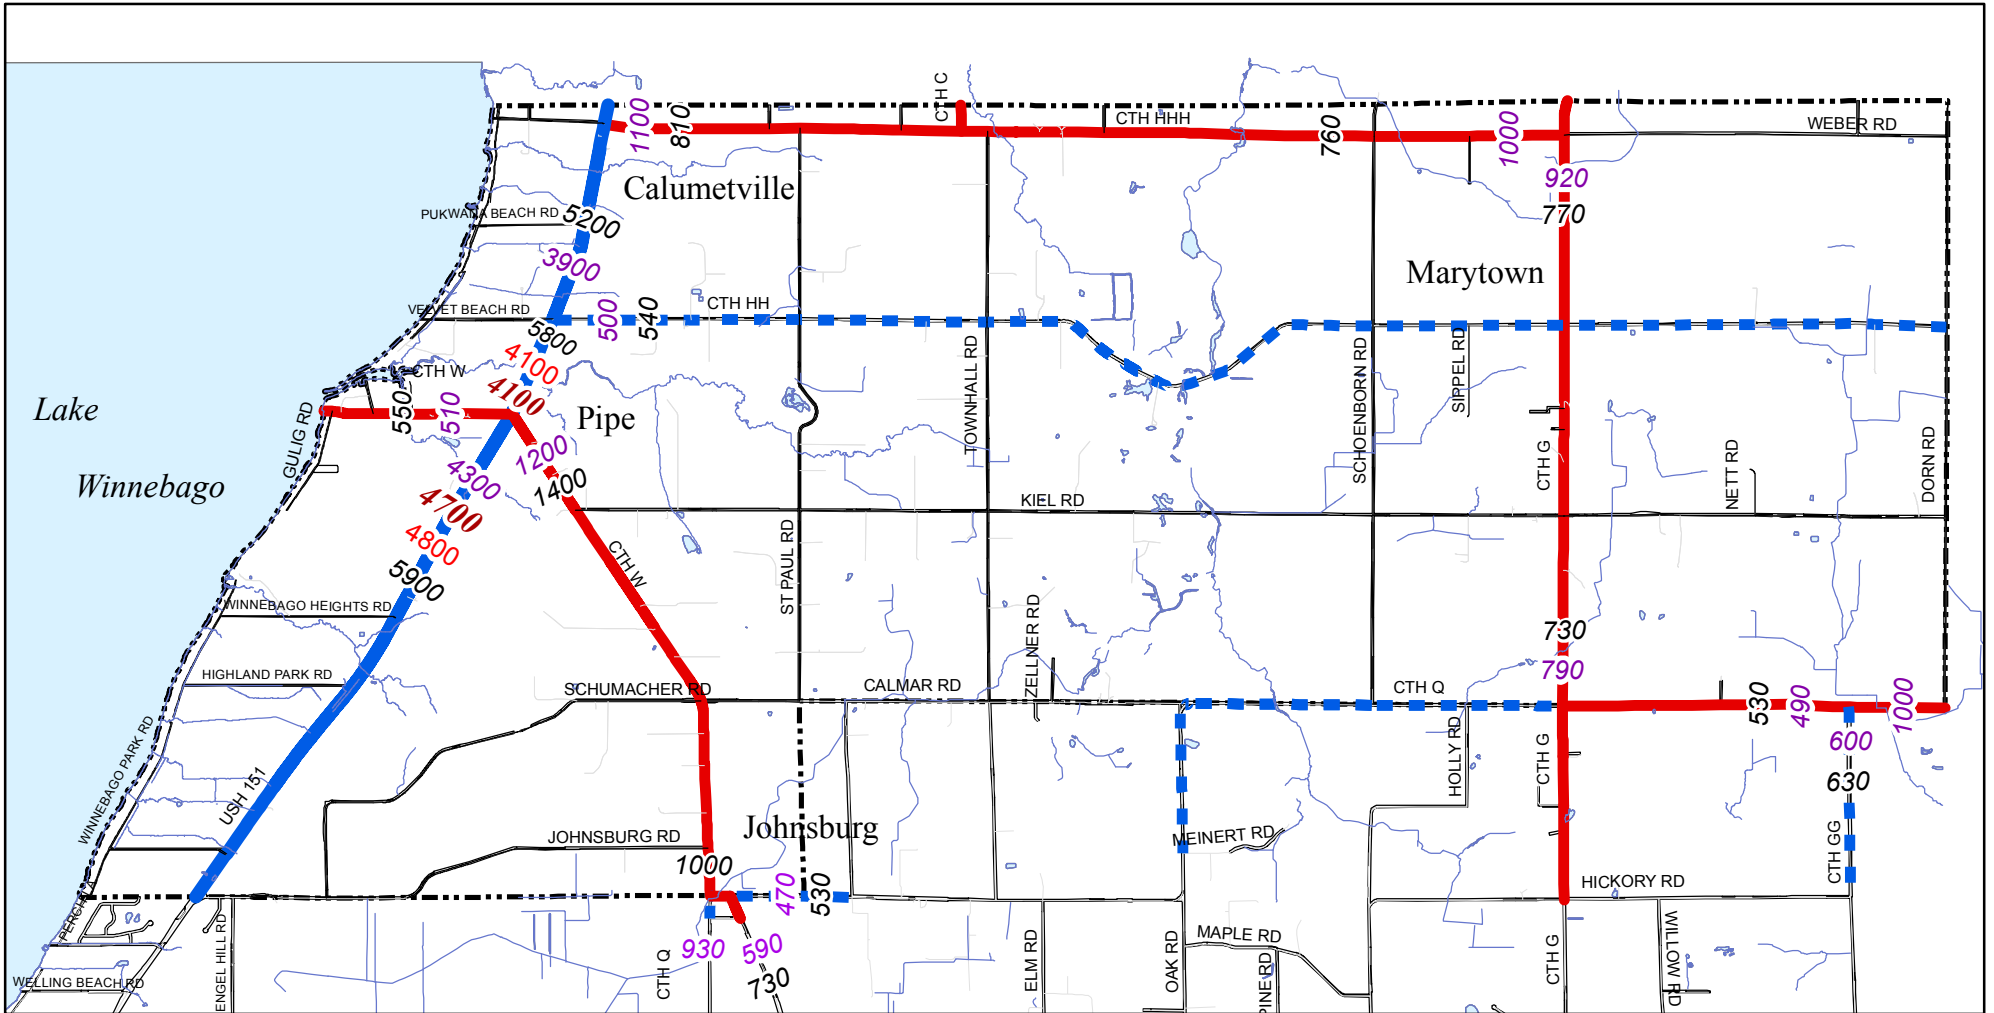 CTH C
1100
810
CTH HHH
760
1000
WEBER RD
920
770
Calumetville
PUKWANA BEACH RD
5200
3900
Marytown
VELVET BEACH RD
500
540
CTH HH
5800
4100
4100
CTH W
550
510
GULIG RD
Pipe
Lake
Winnebago
1200
1400
4300
4700
4800
5900
TOWNHALL RD
SCHOENBORN RD
SIPPEL RD
CTH G
NETT RD
DORN RD
KIEL RD
ST PAUL RD
CTH W
WINNEBAGO HEIGHTS RD
ZELLNER RD
730
790
HIGHLAND PARK RD
SCHUMACHER RD
CALMAR RD
CTH Q
530
490
1000
600
630
WINNEBAGO PARK RD
USH 151
HOLLY RD
CTH G
CTH GG
JOHNSBURG RD
Johnsburg
MEINERT RD
1000
470
530
HICKORY RD
PERCH LA
ENGEL HILL RD
WELLING BEACH RD
CTH Q
930
590
730
ELM RD
OAK RD
MAPLE RD
PINE RD
CTH G
WILLOW RD